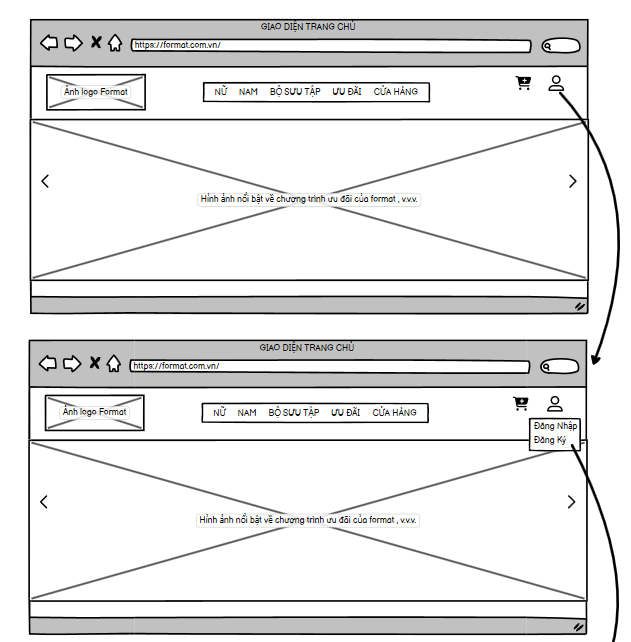 GIAO DIỆN TRANG CHỦ
https://format.com.vn/
Ảnh logo Format
NỮ NAM BỘ SƯU TẬP ƯU ĐÃI CỬA HÀNG
Hình ảnh nổi bật về chương trình ưu đãi của format , v.v.v.
GIAO DIỆN TRANG CHỦ
https://format.com.vn/
Ảnh logo Format
NỮ NAM BỘ SƯU TẬP ƯU ĐÃI CỬA HÀNG
Đăng Nhập
Đăng Ký
Hình ảnh nổi bật về chương trình ưu đãi của format , v.v.v.